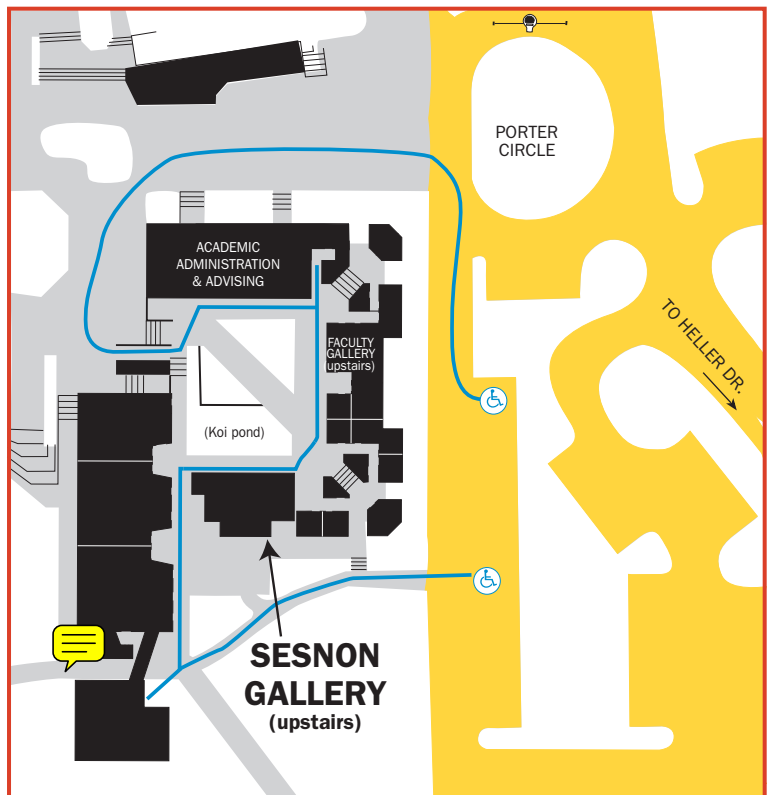 PORTER
CIRCLE
ACADEMIC
ADMINISTRATION
& ADVISING
TO HELLER DR.
FACULTY
GALLERY
(upstairs)
(Koi pond)
SESNON
GALLERY
(upstairs)